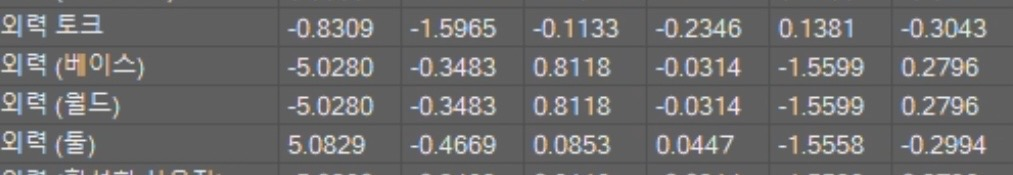 외력 토크 -0.8309 -1.5965 -0.1133 -0.2346 0.1381 -0.3043
외력 (베이스) -5.0280 -0.3483 0.8118 -0.0314 -1.5599 0.2796
외력 (월드) -5.0280 -0.3483 0.8118 -0.0314 -1.5599 0.2796
외력 (툴) 5.0829 -0.4669 0.0853 0.0447 -1.5558 -0.2994